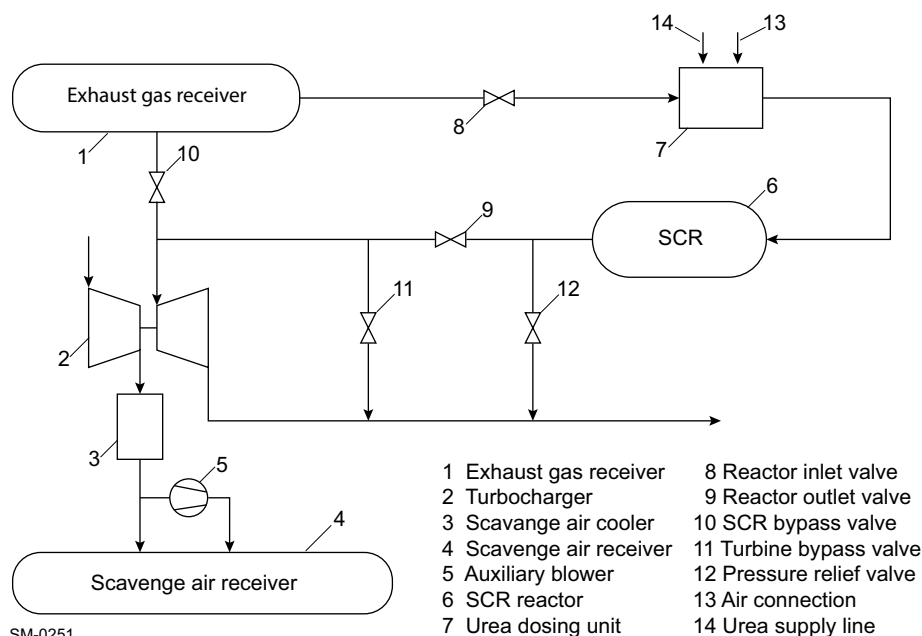 14
13
Exhaust gas receiver
8
7
1
10
6
9
SCR
11
12
2
3
5
4
Scavenge air receiver
1 Exhaust gas receiver
2 Turbocharger
3 Scavange air cooler
4 Scavenge air receiver
5 Auxiliary blower
6 SCR reactor
7 Urea dosing unit
8 Reactor inlet valve
9 Reactor outlet valve
10 SCR bypass valve
11 Turbine bypass valve
12 Pressure relief valve
13 Air connection
14 Urea supply line
SM-0251